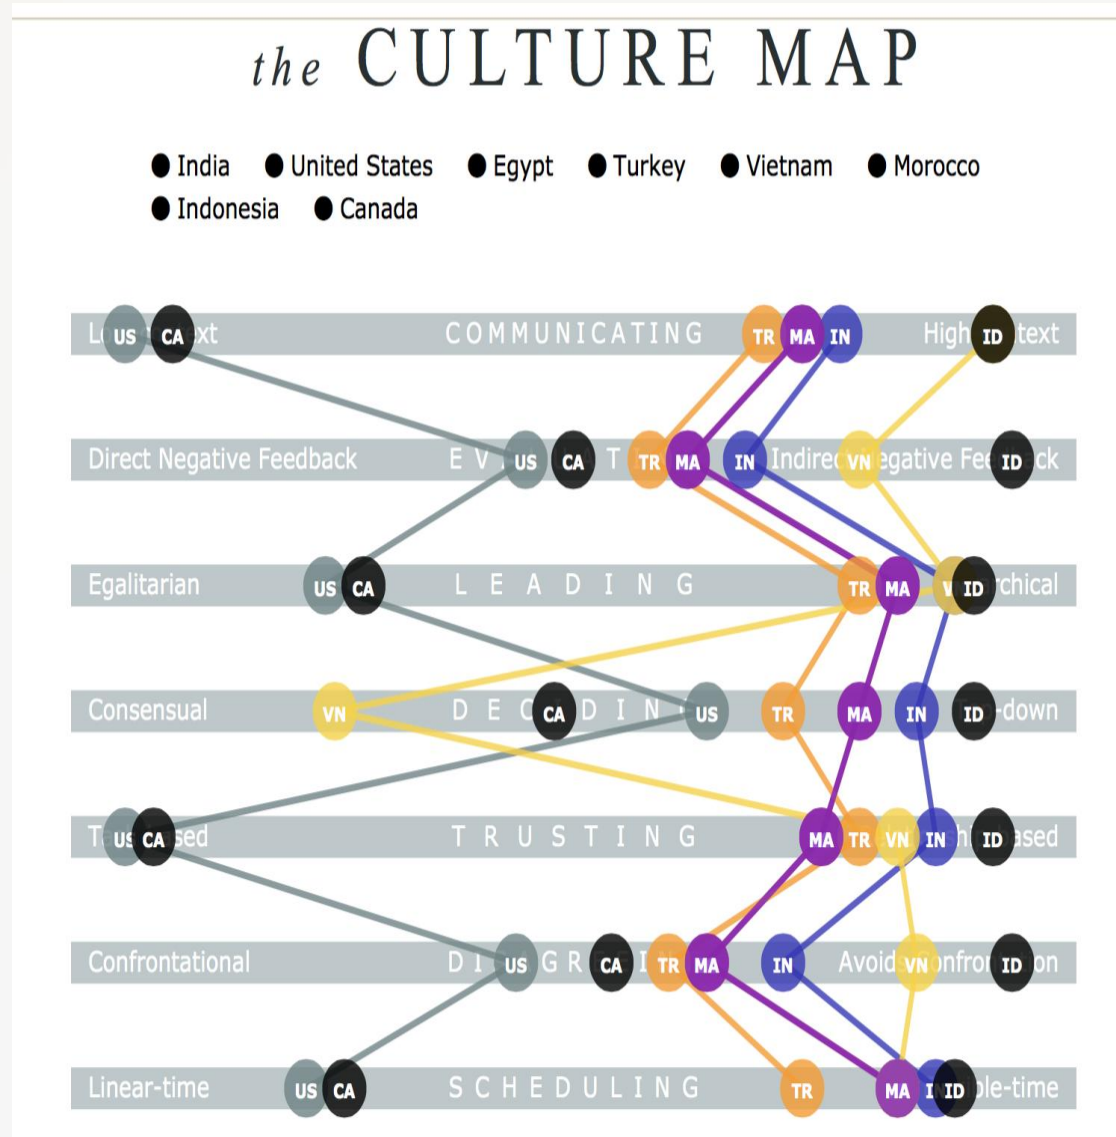 the CULTURE MAP
India United States Egypt Turkey Vietnam Morocco
Indonesia Canada
US CA COMMUNICATING TR MA IN High ID text
Direct Negative Feedback US CA TR MA IN VN ID
Egalitarian US CA LEADING TR MA ID
Consensual VN CA US TR MA IN ID
US CA TRUSTING MA TR VN IN ID
Confrontational US CA TR MA IN VN ID
Linear-time US CA SCHEDULING TR MA ID